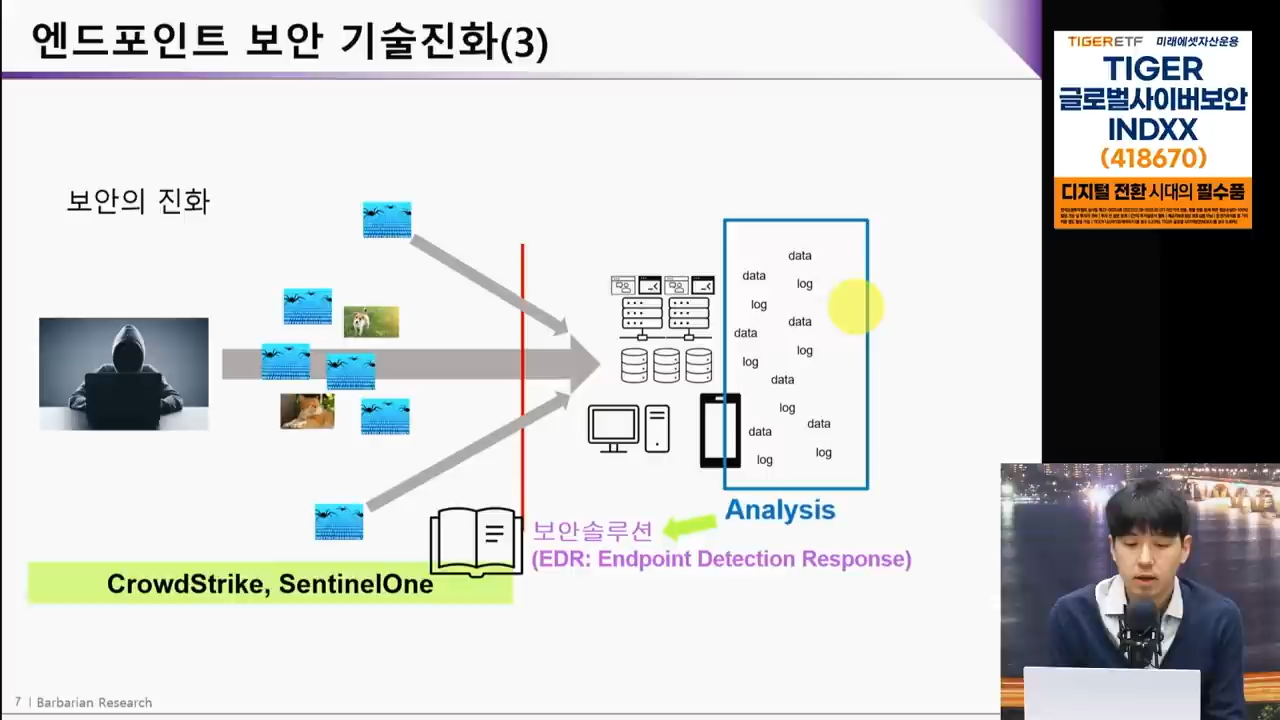 엔드포인트 보안 기술진화(3)
TIGERETF 미래에셋자산운용
TIGER
글로벌사이버보안
INDXX
(418670)
디지털 전환 시대의 필수품
보안의 진화
data
data
log
log
data
data
log
log
data
log
data
data
log
log
Analysis
보안솔루션
(EDR: Endpoint Detection Response)
CrowdStrike, SentinelOne
7 | Barbarian Research